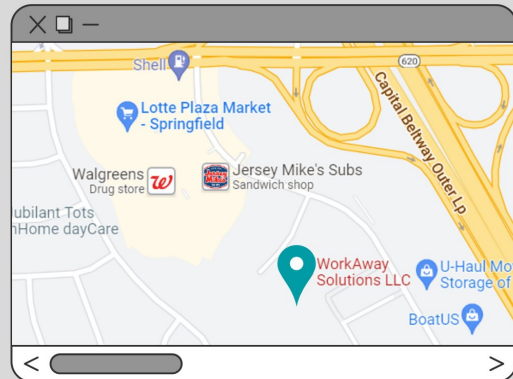 620
Shell
Lotte Plaza Market
- Springfield
Capital Beltway Outer Lp
Walgreens
Drug store
Jersey Mike's Subs
Sandwich shop
Jubilant Tots
nHome dayCare
WorkAway
Solutions LLC
U-Haul Mo
Storage of
BoatUS